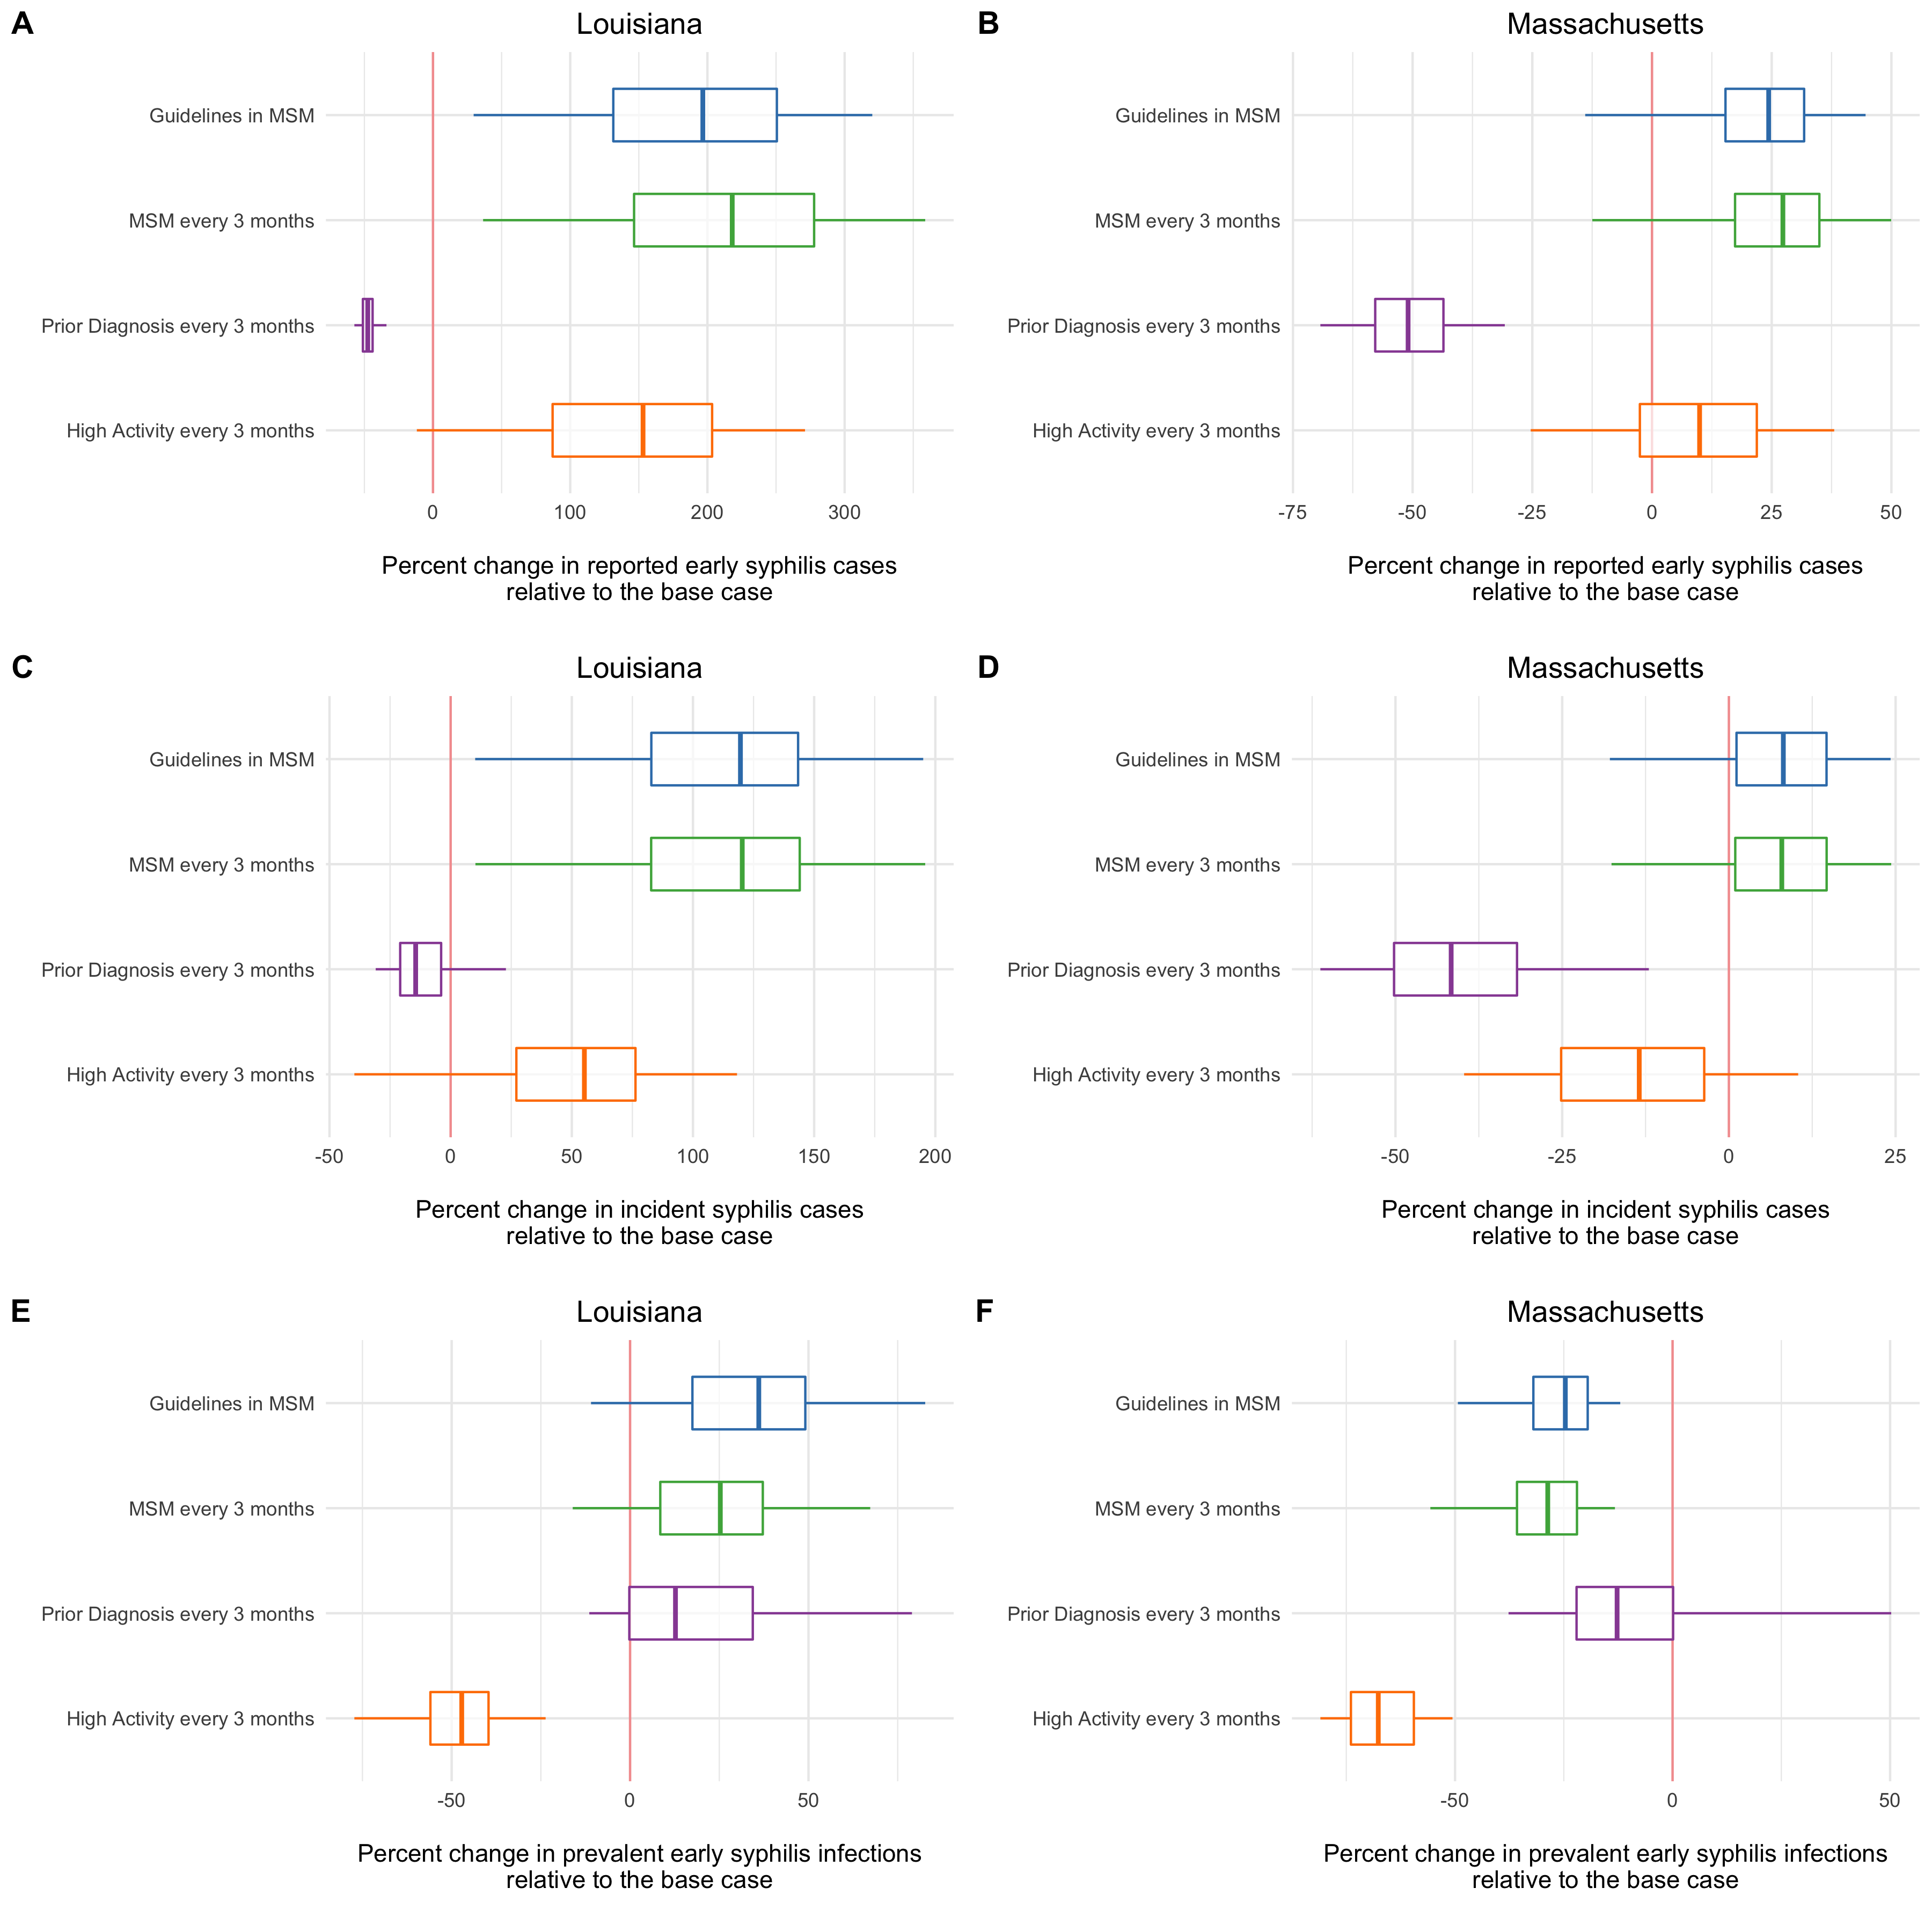 A
Louisiana
Guidelines in MSM
MSM every 3 months
Prior Diagnosis every 3 months
High Activity every 3 months
0 100 200 300
Percent change in reported early syphilis cases
relative to the base case
B
Massachusetts
Guidelines in MSM
MSM every 3 months
Prior Diagnosis every 3 months
High Activity every 3 months
-75 -50 -25 0 25 50
Percent change in reported early syphilis cases
relative to the base case
C
Louisiana
Guidelines in MSM
MSM every 3 months
Prior Diagnosis every 3 months
High Activity every 3 months
-50 0 50 100 150 200
Percent change in incident syphilis cases
relative to the base case
D
Massachusetts
Guidelines in MSM
MSM every 3 months
Prior Diagnosis every 3 months
High Activity every 3 months
-50 -25 0 25
Percent change in incident syphilis cases
relative to the base case
E
Louisiana
Guidelines in MSM
MSM every 3 months
Prior Diagnosis every 3 months
High Activity every 3 months
-50 0 50
Percent change in prevalent early syphilis infections
relative to the base case
F
Massachusetts
Guidelines in MSM
MSM every 3 months
Prior Diagnosis every 3 months
High Activity every 3 months
-50 0 50
Percent change in prevalent early syphilis infections
relative to the base case